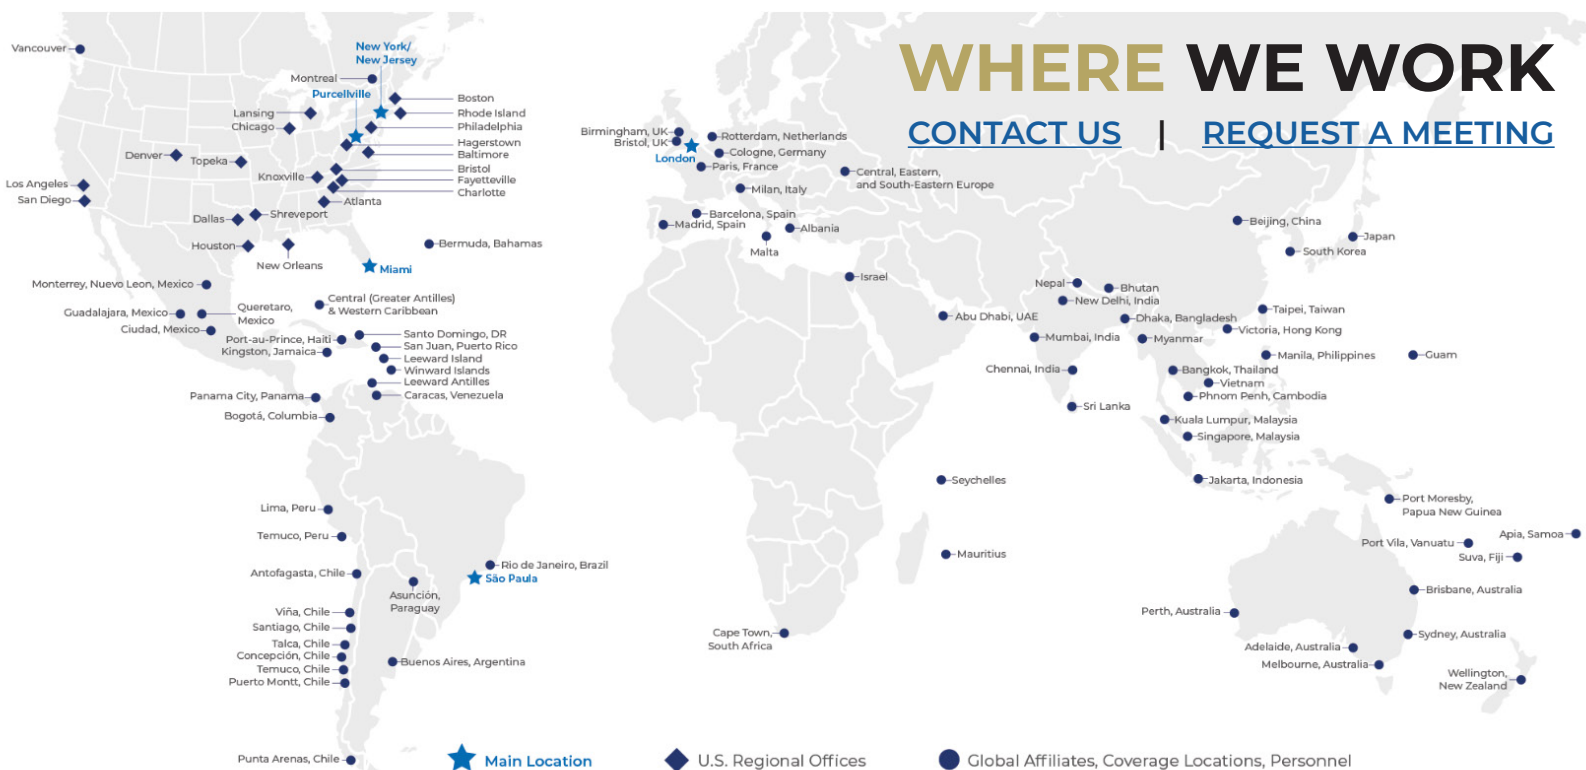 WHERE WE WORK
CONTACT US | REQUEST A MEETING
Vancouver
New York/
New Jersey
Montreal
Purcellville
Boston
Lansing
Rhode Island
Chicago
Philadelphia
Hagerstown
Denver
Baltimore
Topeka
Bristol
Knoxville
Fayetteville
Los Angeles
Charlotte
San Diego
Atlanta
Dallas
Shreveport
Houston
Bermuda, Bahamas
New Orleans
Miami
Monterrey, Nuevo Leon, Mexico
Central (Greater Antilles)
& Western Caribbean
Guadalajara, Mexico
Queretaro,
Mexico
Ciudad, Mexico
Port-au-Prince, Haiti
Santo Domingo, DR
San Juan, Puerto Rico
Kingston, Jamaica
Leeward Island
Winward Islands
Leeward Antilles
Panama City, Panama
Caracas, Venezuela
Bogotá, Columbia
Lima, Peru
Temuco, Peru
Rio de Janeiro, Brazil
Antofagasta, Chile
São Paula
Asunción,
Paraguay
Viña, Chile
Santiago, Chile
Talca, Chile
Concepción, Chile
Buenos Aires, Argentina
Temuco, Chile
Puerto Montt, Chile
Punta Arenas, Chile
Birmingham, UK
Bristol, UK
London
Rotterdam, Netherlands
Cologne, Germany
Paris, France
Central, Eastern,
and South-Eastern Europe
Milan, Italy
Barcelona, Spain
Madrid, Spain
Albania
Malta
Israel
Abu Dhabi, UAE
Seychelles
Mauritius
Cape Town,
South Africa
Beijing, China
Japan
South Korea
Nepal
Bhutan
New Delhi, India
Taipei, Taiwan
Dhaka, Bangladesh
Victoria, Hong Kong
Mumbai, India
Myanmar
Manila, Philippines
Guam
Chennai, India
Bangkok, Thailand
Vietnam
Phnom Penh, Cambodia
Sri Lanka
Kuala Lumpur, Malaysia
Singapore, Malaysia
Jakarta, Indonesia
Port Moresby,
Papua New Guinea
Apia, Samoa
Port Vila, Vanuatu
Suva, Fiji
Brisbane, Australia
Perth, Australia
Sydney, Australia
Adelaide, Australia
Melbourne, Australia
Wellington,
New Zealand
Main Location
U.S. Regional Offices
Global Affiliates, Coverage Locations, Personnel